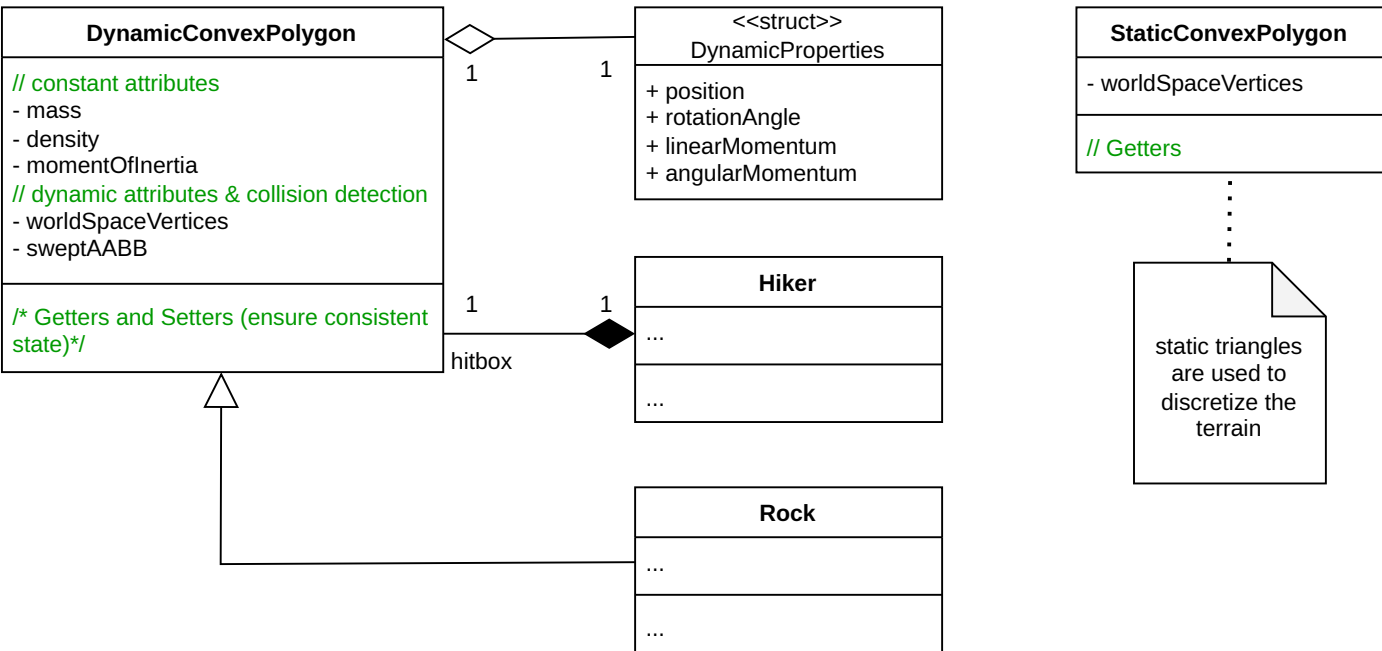 DynamicConvexPolygon
// constant attributes
- mass
- density
- momentOfInertia
// dynamic attributes & collision detection
- worldSpaceVertices
- sweptAABB
/* Getters and Setters (ensure consistent
state)*/
1
1
<<struct>>
DynamicProperties
+ position
+ rotationAngle
+ linearMomentum
+ angularMomentum
1
1
hitbox
Hiker
...
...
Rock
...
...
StaticConvexPolygon
- worldSpaceVertices
// Getters
static triangles
are used to
discretize the
terrain